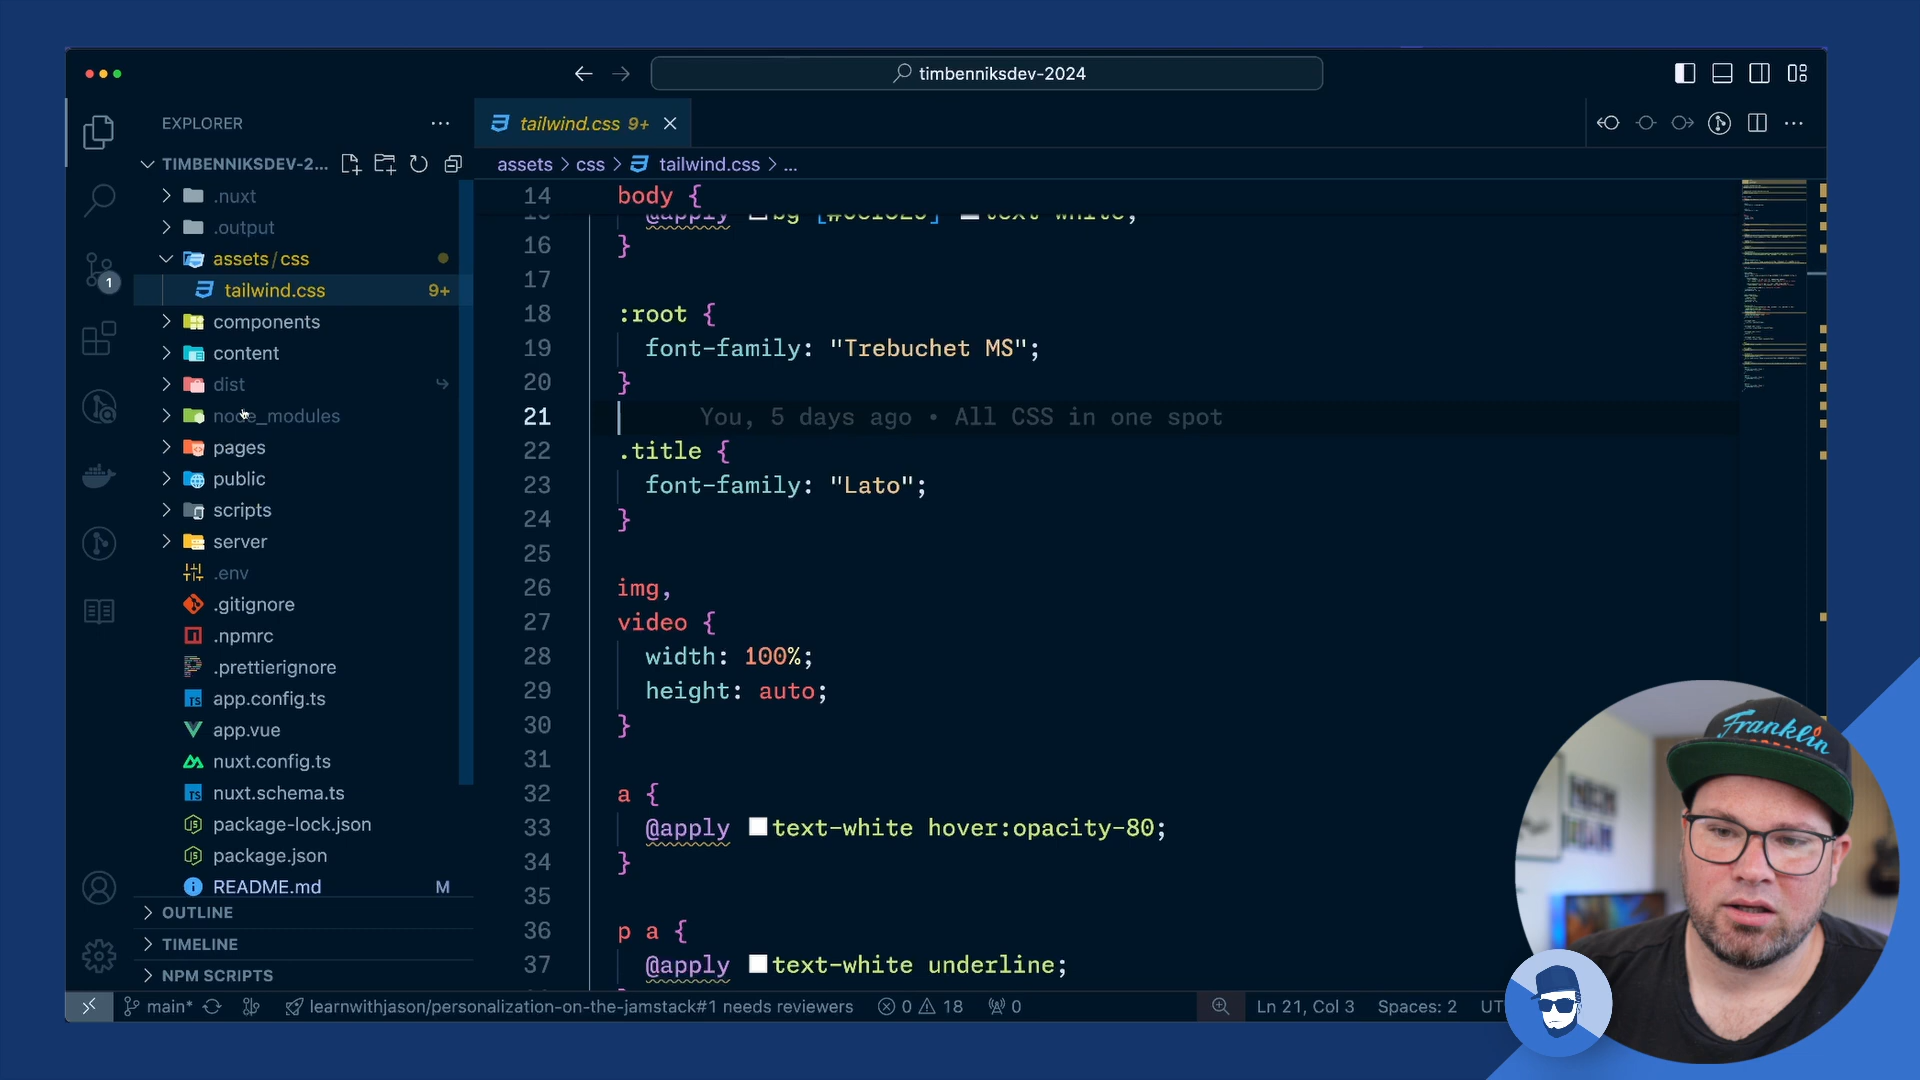 timbenniksdev-2024
EXPLORER
tailwind.css 9+
TIMBENNIKSDEV-2...
assets > css > tailwind.css > ...
.nuxt
.output
assets / css
tailwind.css 9+
components
content
dist
node_modules
pages
public
scripts
server
.env
.gitignore
.npmrc
.prettierignore
app.config.ts
app.vue
nuxt.config.ts
nuxt.schema.ts
package-lock.json
package.json
README.md M
OUTLINE
TIMELINE
NPM SCRIPTS
1
14 body {
@apply
16 }
17
18 :root {
19 font-family: "Trebuchet MS";
20 }
21 You, 5 days ago • All CSS in one spot
22 .title {
23 font-family: "Lato";
24 }
25
26 img,
27 video {
28 width: 100%;
29 height: auto;
30 }
31
32 a {
33 @apply text-white hover:opacity-80;
34 }
35
36 p a {
37 @apply text-white underline;
Franklin
main* learnwithjason/personalization-on-the-jamstack#1 needs reviewers 0 18 0 Ln 21, Col 3 Spaces: 2